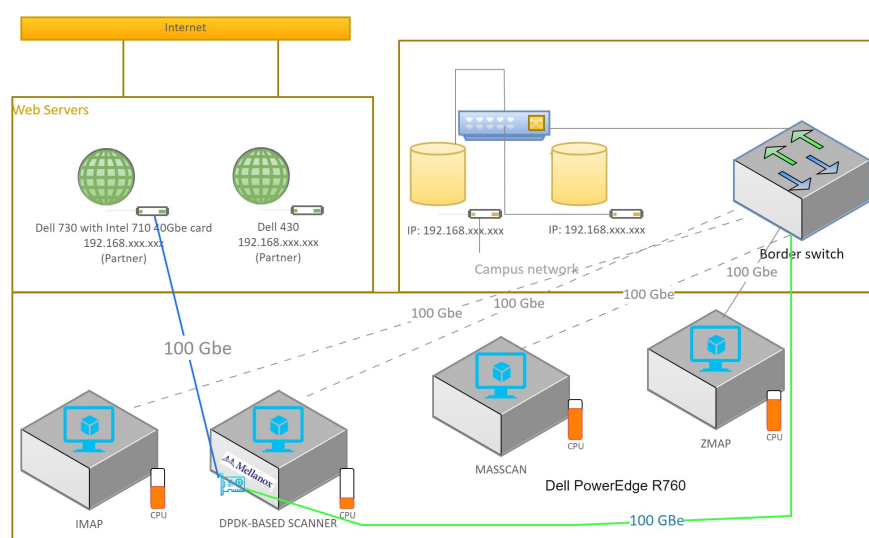 Internet
Web Servers
Dell 730 with Intel 710 40Gbe card
192.168.xxx.xxx
(Partner)
Dell 430
192.168.xxx.xxx
(Partner)
IP: 192.168.xxx.xxx
IP: 192.168.xxx.xxx
Campus network
Border switch
100 Gbe
100 Gbe
100 Gbe
100 Gbe
100 Gbe
IMAP
CPU
Mellanox
DPDK-BASED SCANNER
CPU
MASSCAN
CPU
ZMAP
CPU
Dell PowerEdge R760
100 GBe